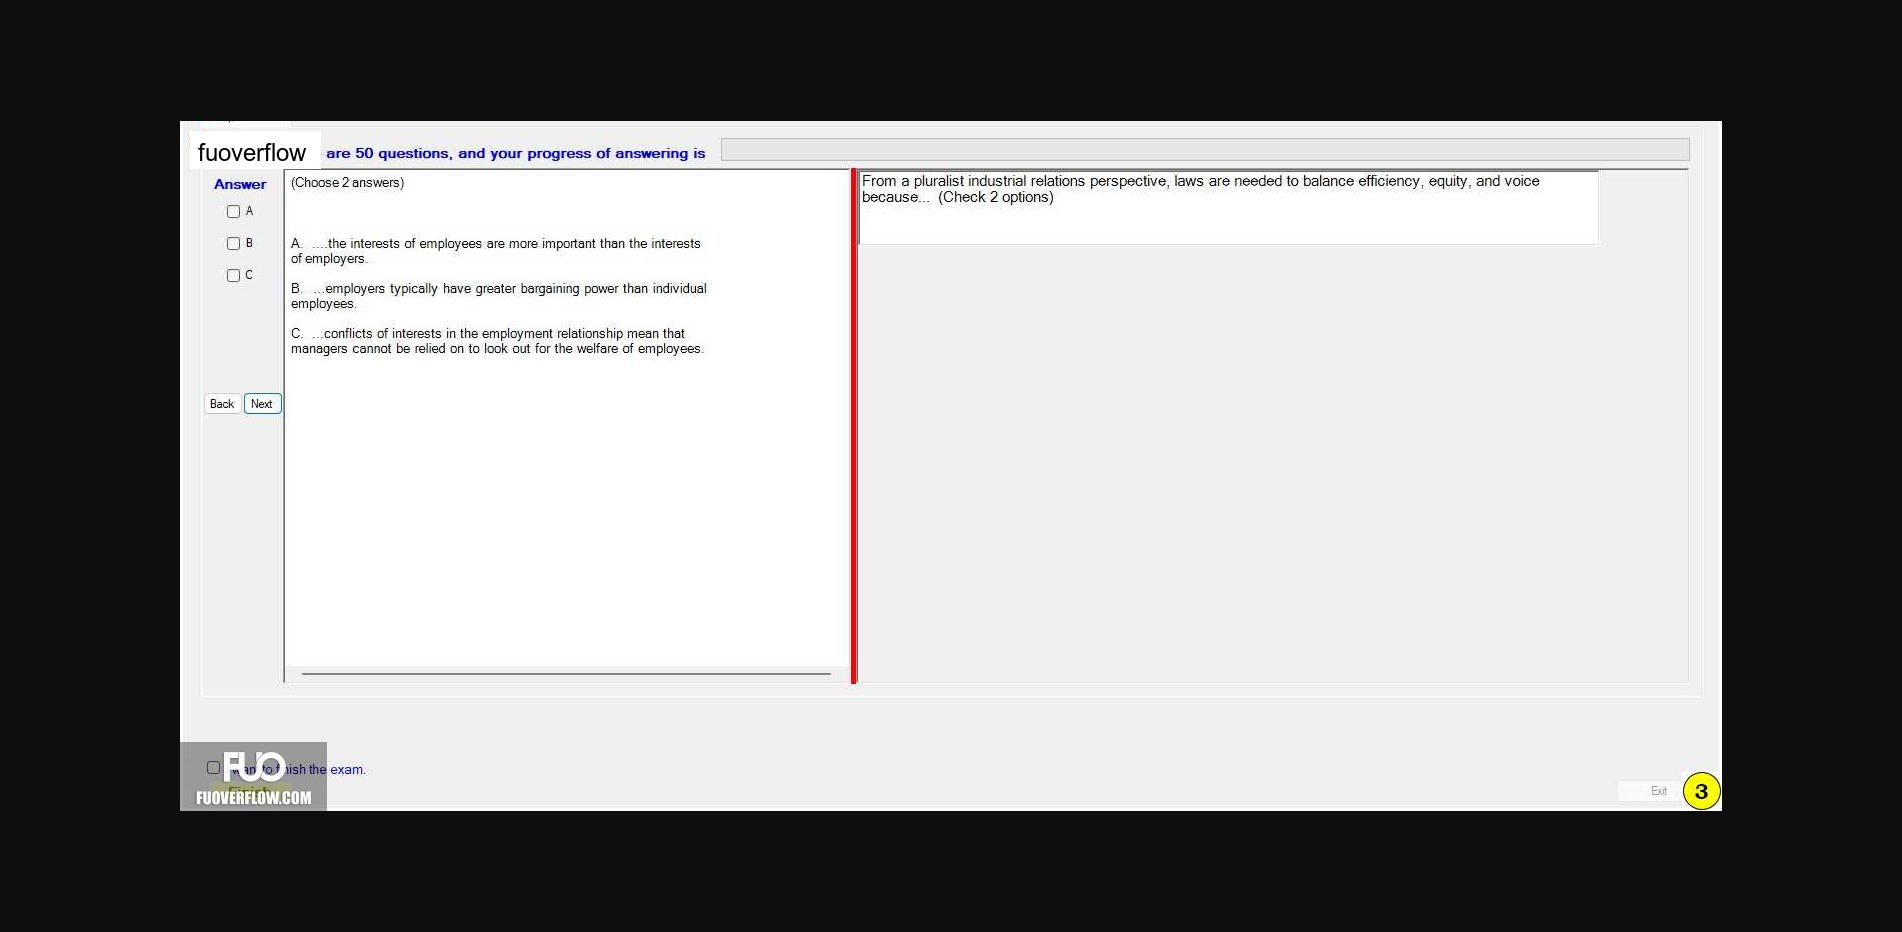 fuoverflow are 50 questions, and your progress of answering is
Answer
A
B
C
Back Next
(Choose 2 answers)
A. ....the interests of employees are more important than the interests
of employers.
B. ...employers typically have greater bargaining power than individual
employees.
C. ...conflicts of interests in the employment relationship mean that
managers cannot be relied on to look out for the welfare of employees.
From a pluralist industrial relations perspective, laws are needed to balance efficiency, equity, and voice
because... (Check 2 options)
I want to finish the exam.
Finish
FUO
FUOVERFLOW.COM
Exit
3